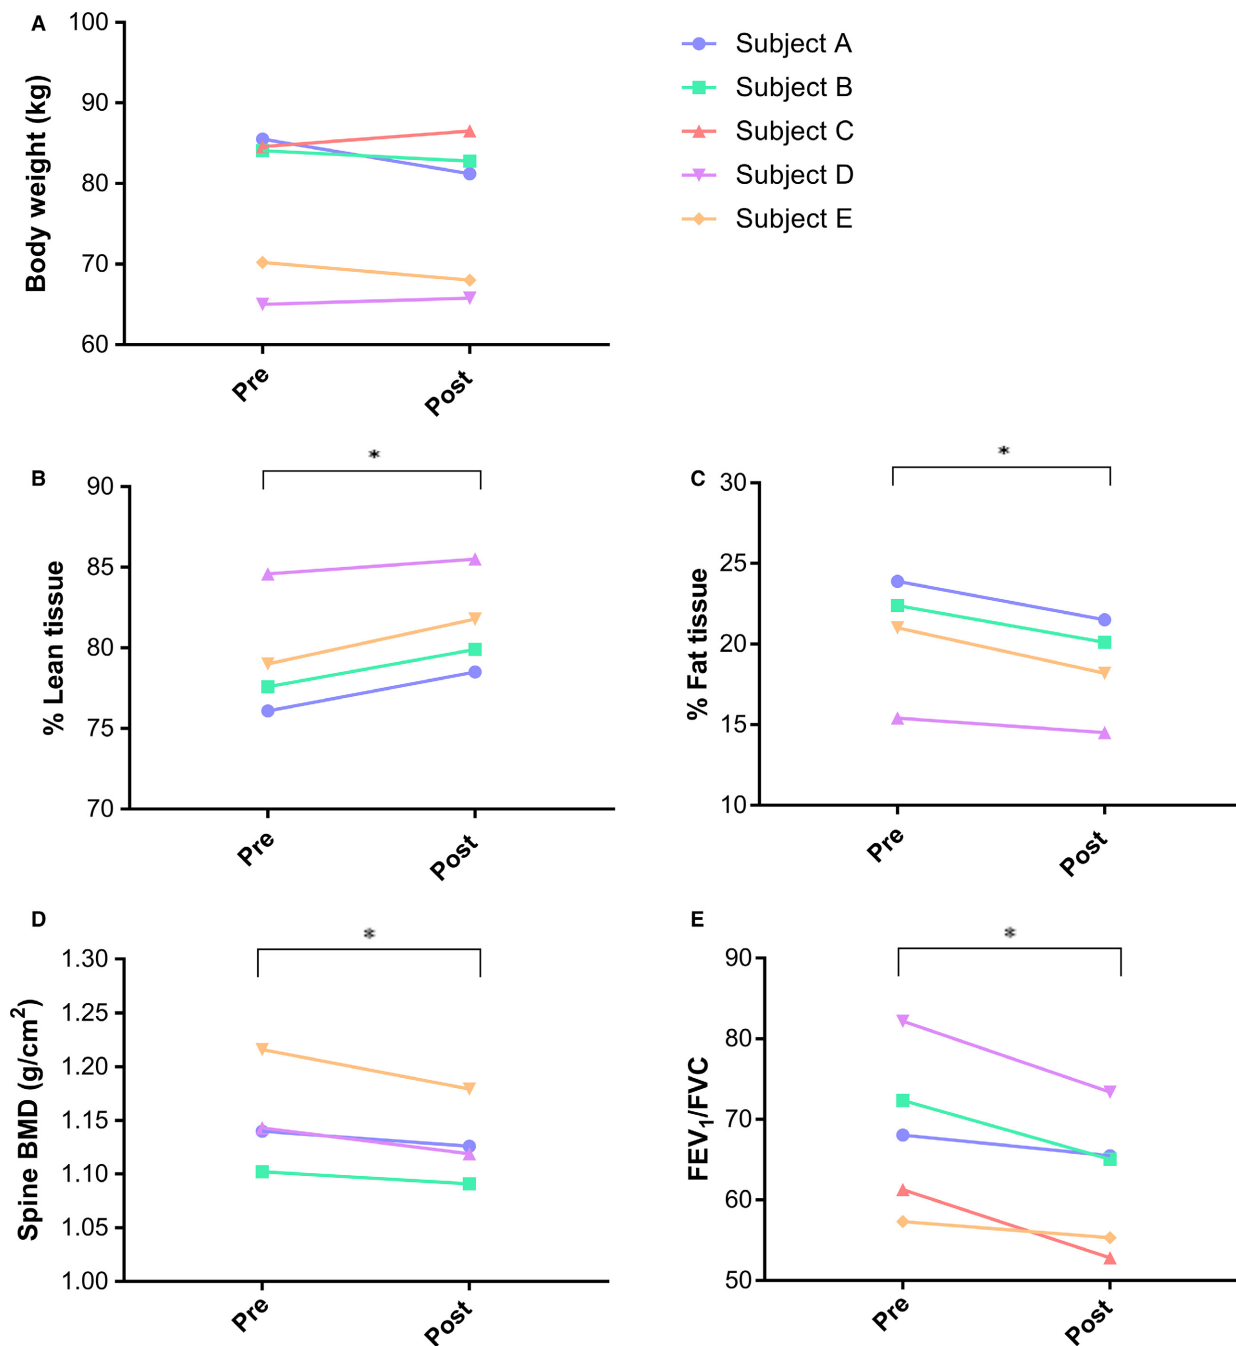 A
Body weight (kg)
100
90
80
70
60
Pre
Post
Subject A
Subject B
Subject C
Subject D
Subject E
B
*
% Lean tissue
90
85
80
75
70
Pre
Post
C
*
% Fat tissue
30
25
20
15
10
Pre
Post
D
*
Spine BMD (g/cm²)
1.30
1.25
1.20
1.15
1.10
1.05
1.00
Pre
Post
E
*
FEV₁/FVC
90
80
70
60
50
Pre
Post